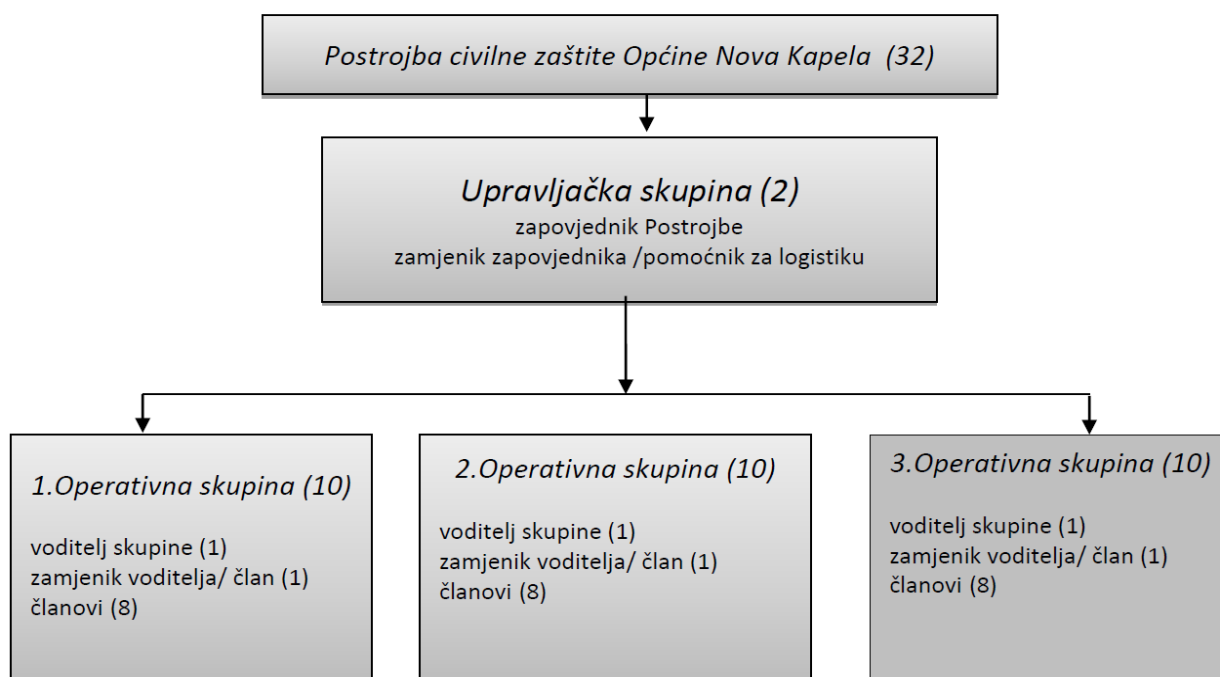 Postrojba civilne zaštite Općine Nova Kapela (32)
Upravljačka skupina (2)
zapovjednik Postrojbe
zamjenik zapovjednika /pomoćnik za logistiku
1.Operativna skupina (10)
voditelj skupine (1)
zamjenik voditelja/ član (1)
članovi (8)
2.Operativna skupina (10)
voditelj skupine (1)
zamjenik voditelja/ član (1)
članovi (8)
3.Operativna skupina (10)
voditelj skupine (1)
zamjenik voditelja/ član (1)
članovi (8)